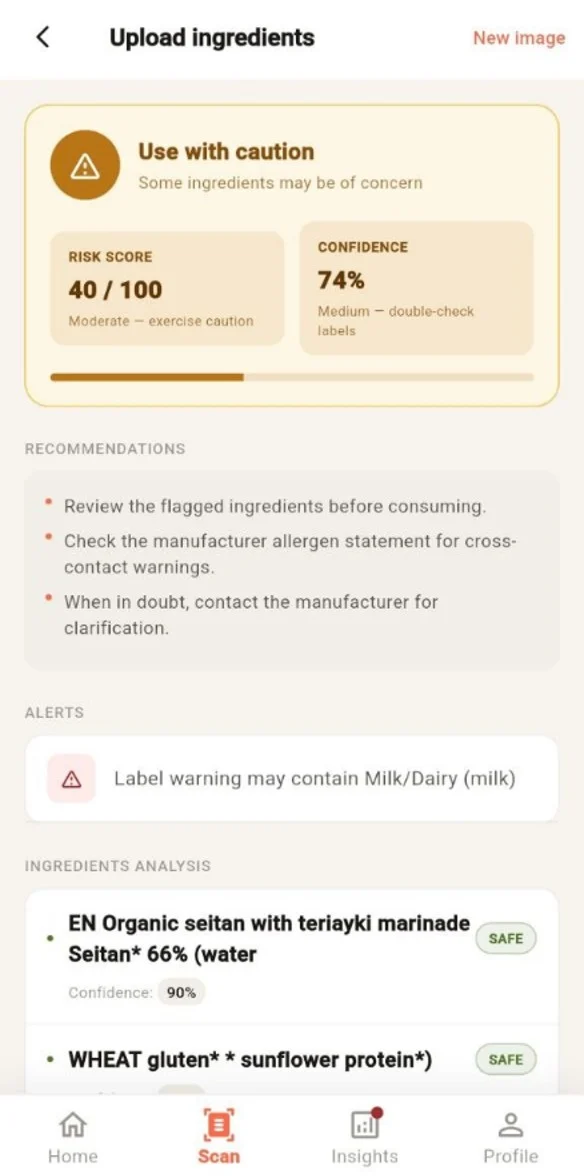 Upload ingredients
New image
Use with caution
Some ingredients may be of concern
RISK SCORE
40 / 100
Moderate — exercise caution
CONFIDENCE
74%
Medium — double-check
labels
RECOMMENDATIONS
Review the flagged ingredients before consuming.
Check the manufacturer allergen statement for cross-
contact warnings.
When in doubt, contact the manufacturer for
clarification.
ALERTS
Label warning may contain Milk/Dairy (milk)
INGREDIENTS ANALYSIS
EN Organic seitan with teriayki marinade
Seitan* 66% (water
SAFE
Confidence: 90%
WHEAT gluten* * sunflower protein*)
SAFE
Home
Scan
Insights
Profile